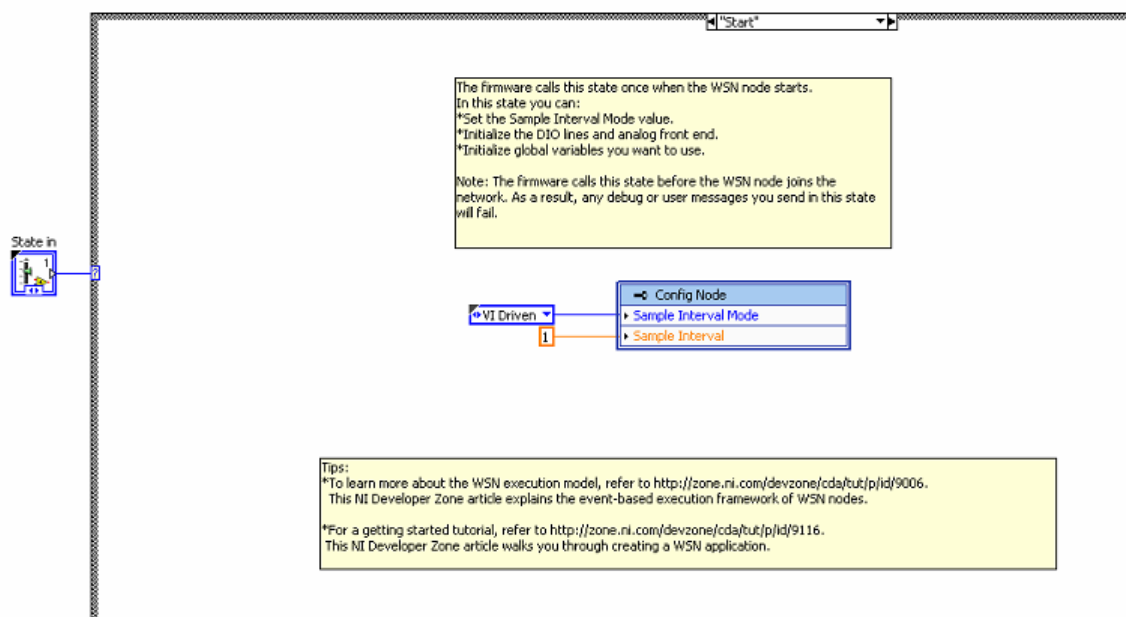 "Start"
The firmware calls this state once when the WSN node starts.
In this state you can:
*Set the Sample Interval Mode value.
*Initialize the DIO lines and analog front end.
*Initialize global variables you want to use.
Note: The firmware calls this state before the WSN node joins the
network. As a result, any debug or user messages you send in this state
will fail.
State in
1
?
Config Node
VI Driven
Sample Interval Mode
1
Sample Interval
Tips:
*To learn more about the WSN execution model, refer to http://zone.ni.com/devzone/cda/tut/p/id/9006.
This NI Developer Zone article explains the event-based execution framework of WSN nodes.
*For a getting started tutorial, refer to http://zone.ni.com/devzone/cda/tut/p/id/9116.
This NI Developer Zone article walks you through creating a WSN application.